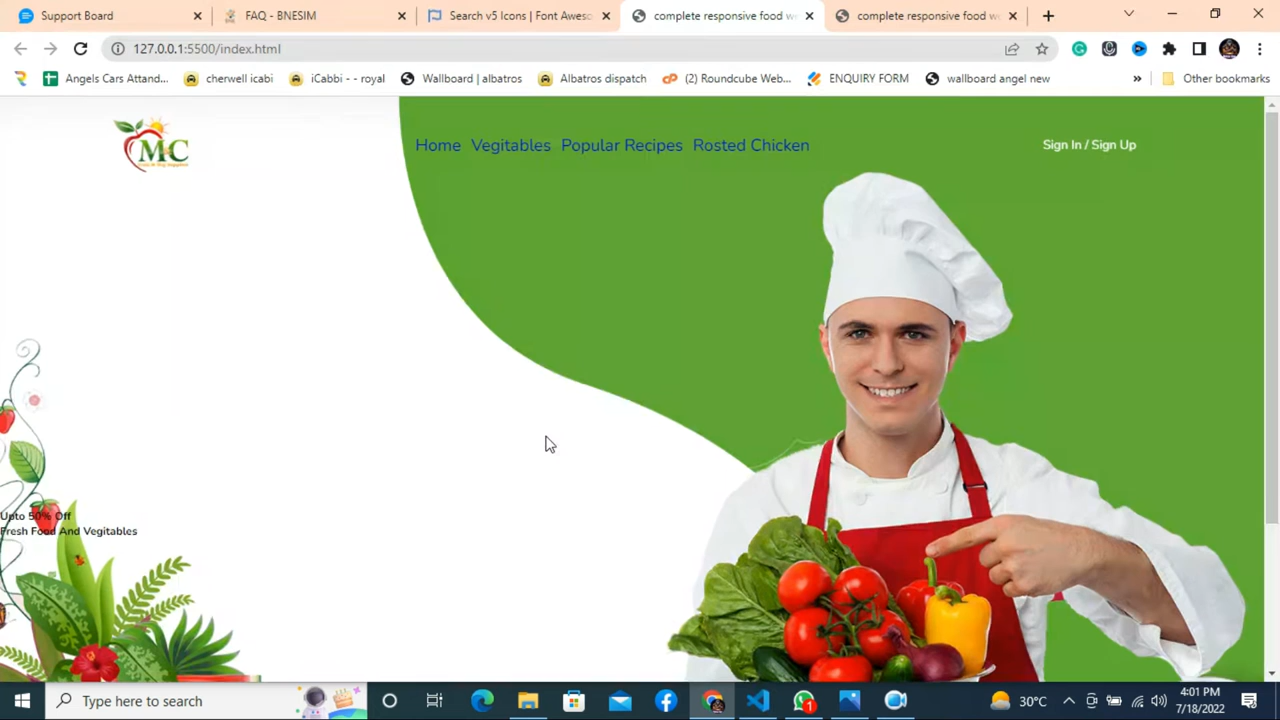 Support Board
FAQ - BNESIM
Search v5 Icons | Font Aweso
complete responsive food w
complete responsive food w
127.0.0.1:5500/index.html
Angels Cars Attand...
cherwell icabi
iCabbi - - royal
Wallboard | albatros
Albatros dispatch
(2) Roundcube Web...
ENQUIRY FORM
wallboard angel new
»
Other bookmarks
MC
Home Vegitables Popular Recipes Rosted Chicken
Sign In / Sign Up
Upto 50% Off
Fresh Food And Vegitables
Type here to search
1
30°C
4:01 PM
7/18/2022